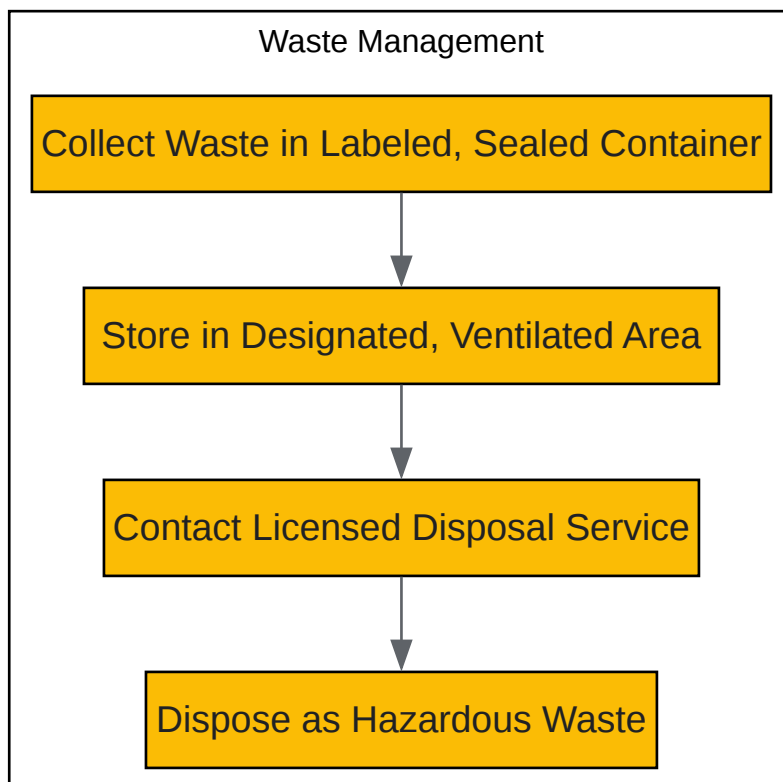 Waste Management
Collect Waste in Labeled, Sealed Container
Store in Designated, Ventilated Area
Contact Licensed Disposal Service
Dispose as Hazardous Waste